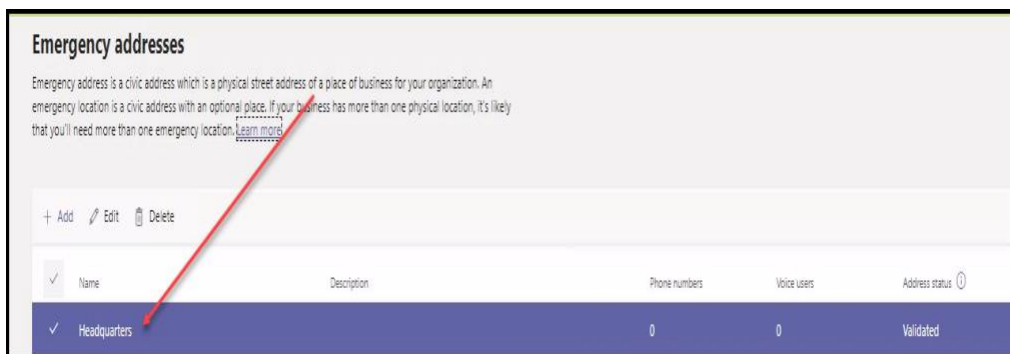 Emergency addresses
Emergency address is a civic address which is a physical street address of a place of business for your organization. An
emergency location is a civic address with an optional place. If your business has more than one physical location, it's likely
that you'll need more than one emergency location. Learn more
+ Add Edit Delete
Name Description Phone numbers Voice users Address status
Headquarters 0 0 Validated